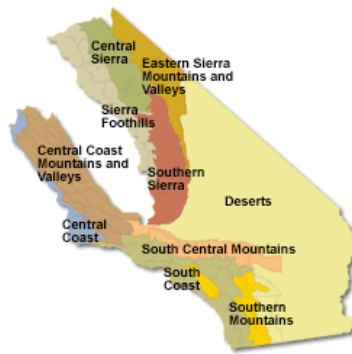 Central
Sierra
Eastern Sierra
Mountains and
Valleys
Sierra
Foothills
Central Coast
Mountains and
Valleys
Southern
Sierra
Deserts
Central
Coast
South Central Mountains
South
Coast
Southern
Mountains